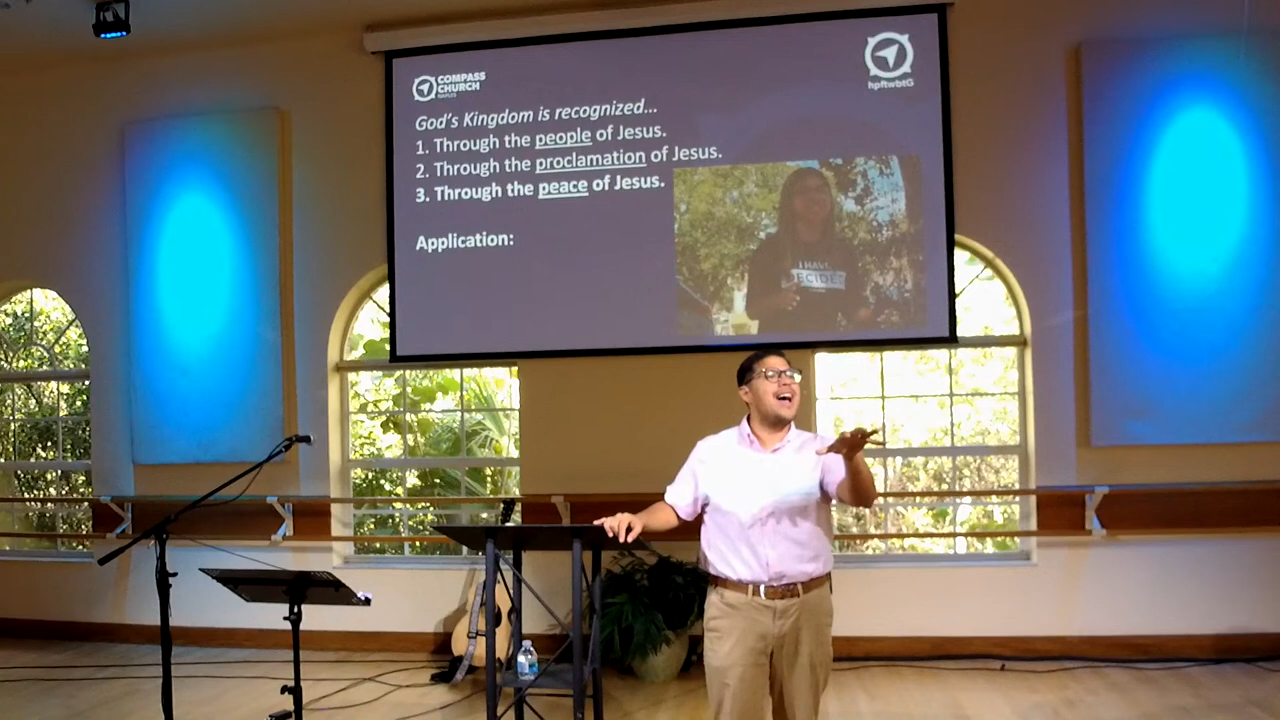 COMPASS
CHURCH
NAPLES
hpftwbtG
God's Kingdom is recognized...
1. Through the people of Jesus.
2. Through the proclamation of Jesus.
3. Through the peace of Jesus.
Application:
I HAVE
DECIDED